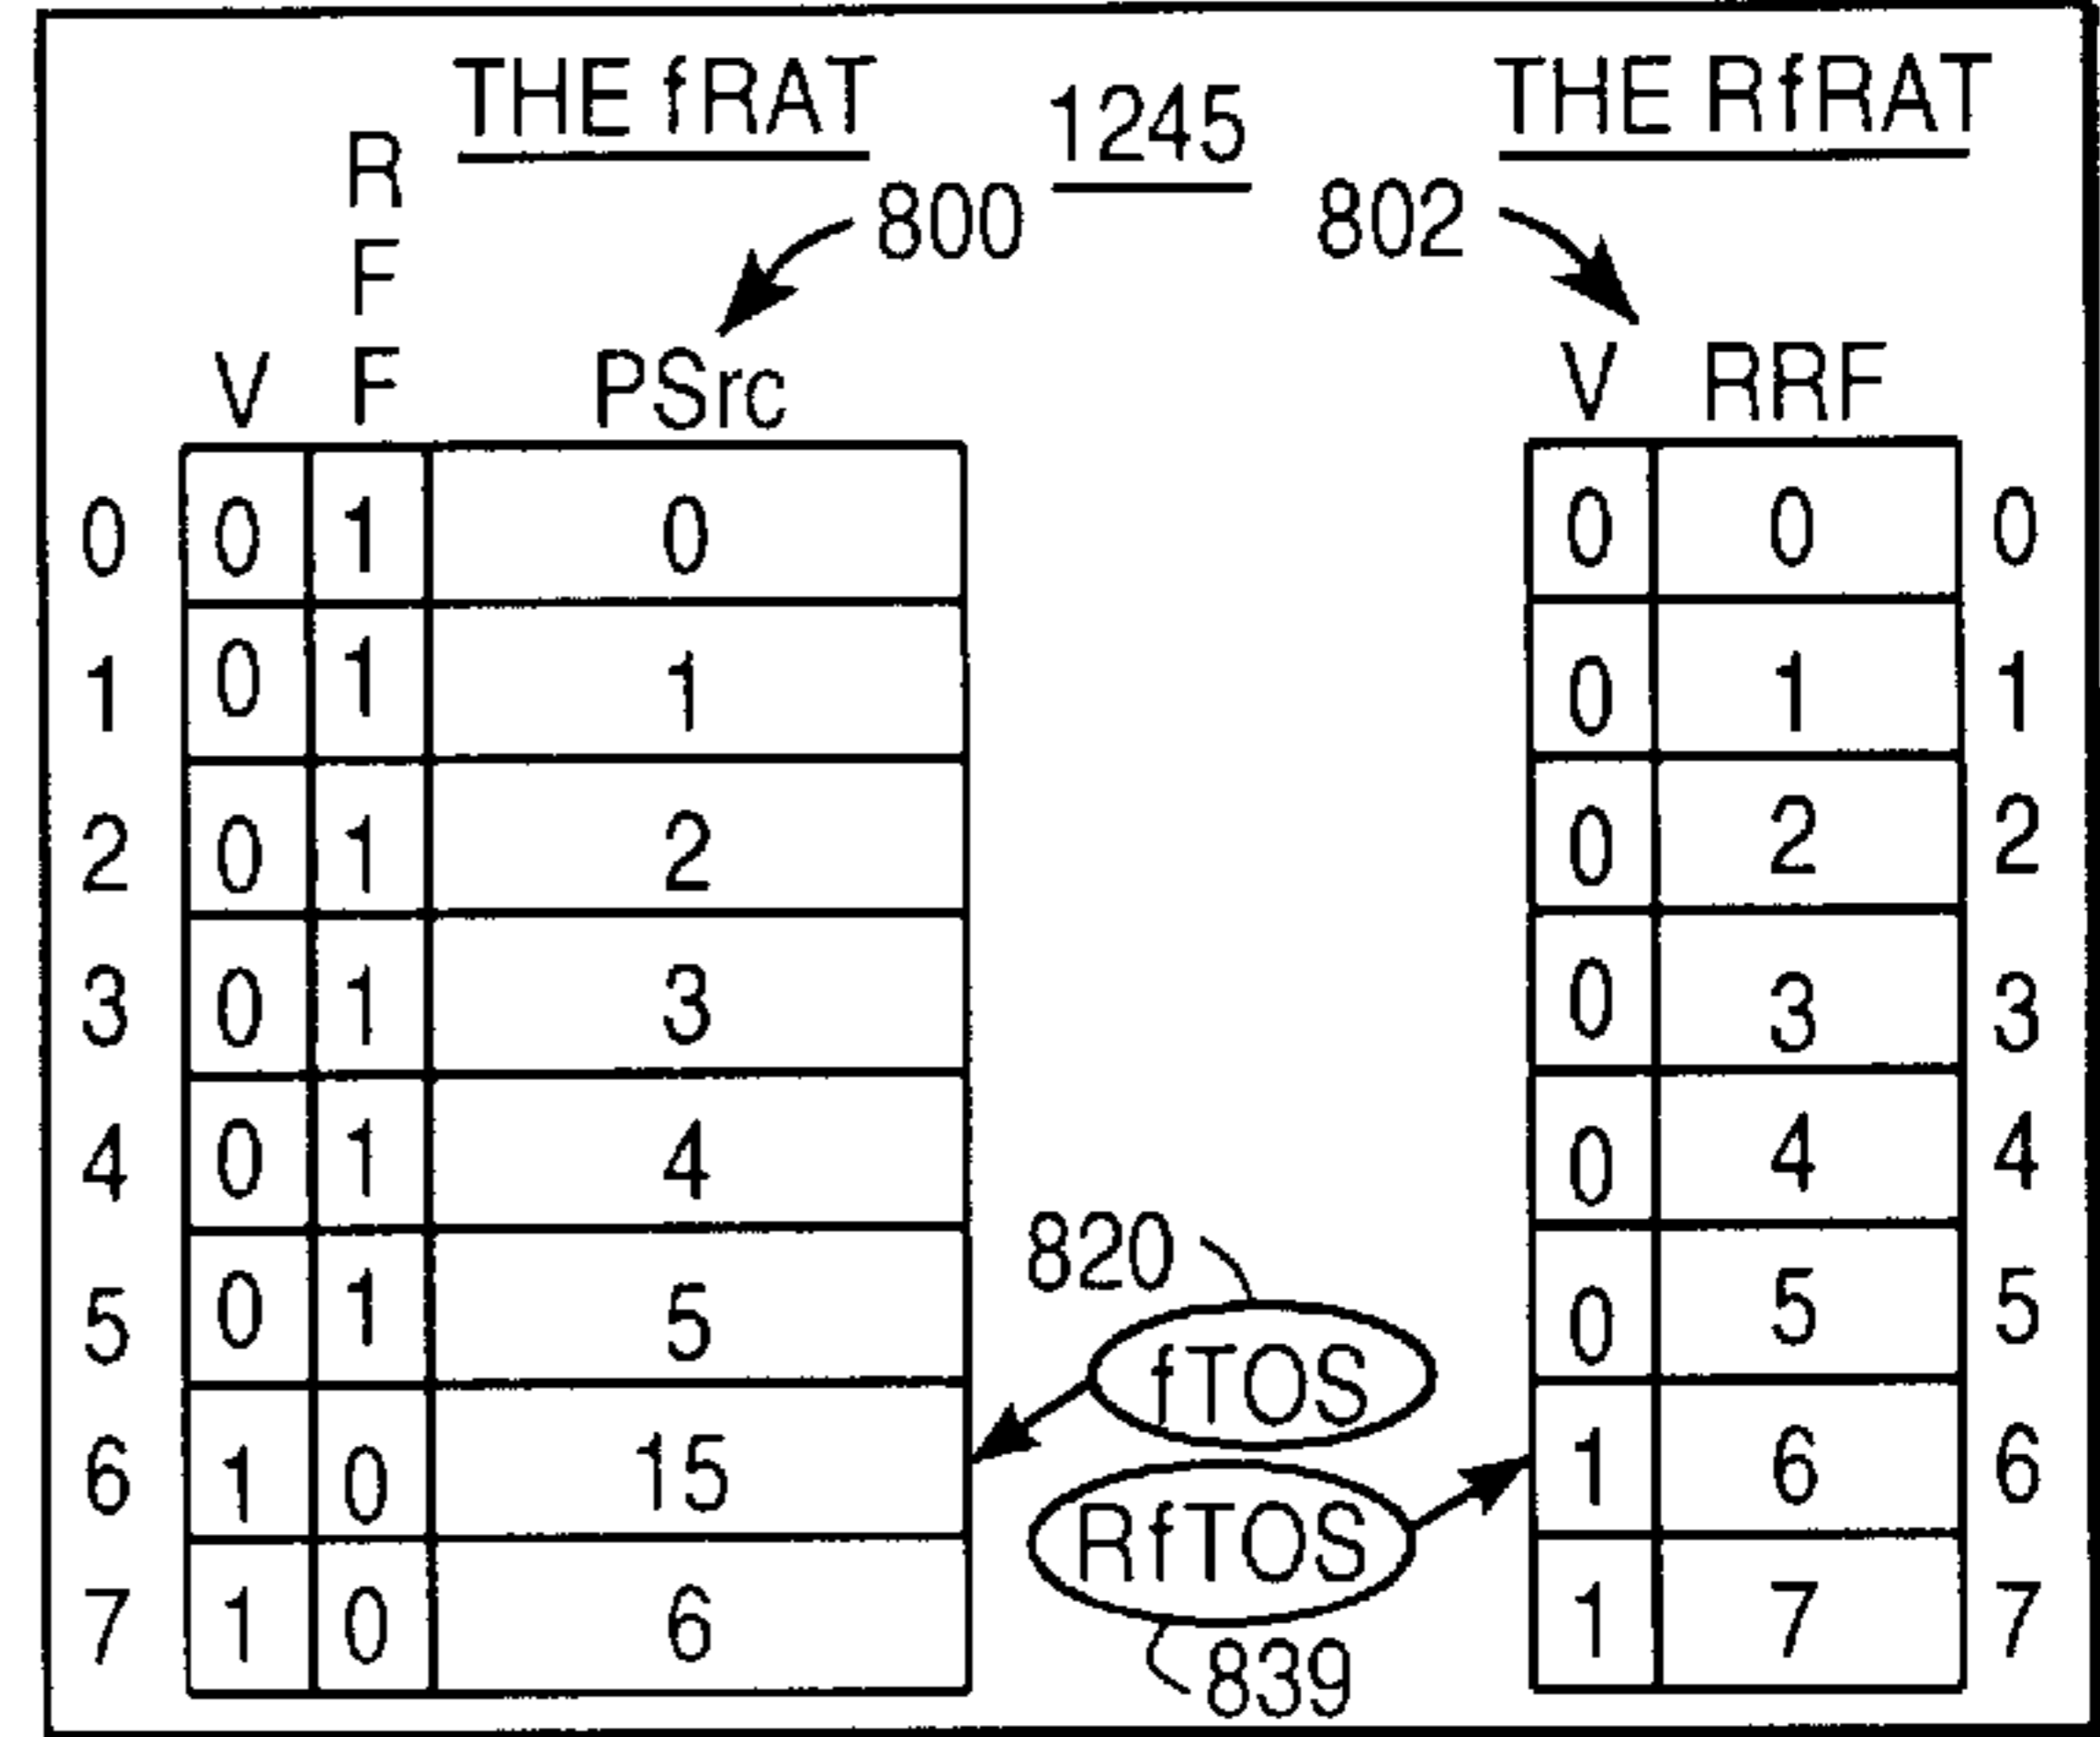 THE fRAT
1245
THE RfRAT
800
802
V
RFF
PSrc
V
RRF
0 0 1 0
1 0 1 1
2 0 1 2
3 0 1 3
4 0 1 4
5 0 1 5
6 1 0 15
7 1 0 6
820
fTOS
RfTOS
839
0 0 0
0 1 1
0 2 2
0 3 3
0 4 4
0 5 5
1 6 6
1 7 7